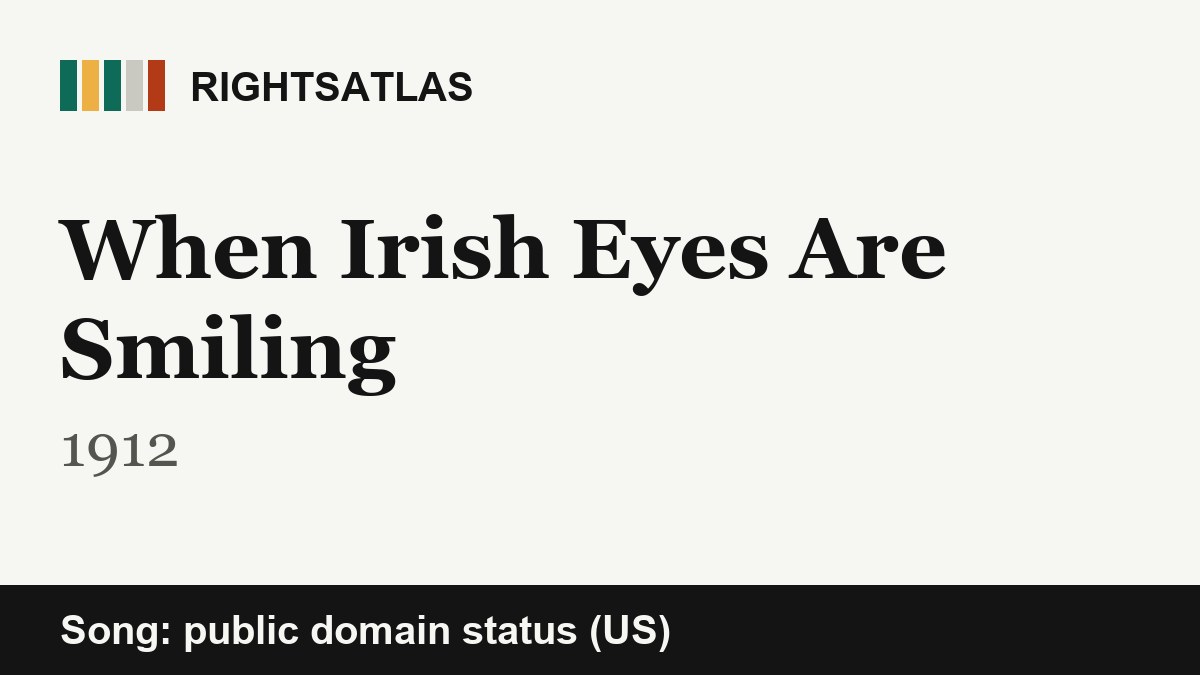 RIGHTSATLAS
When Irish Eyes Are
Smiling
1912
Song: public domain status (US)